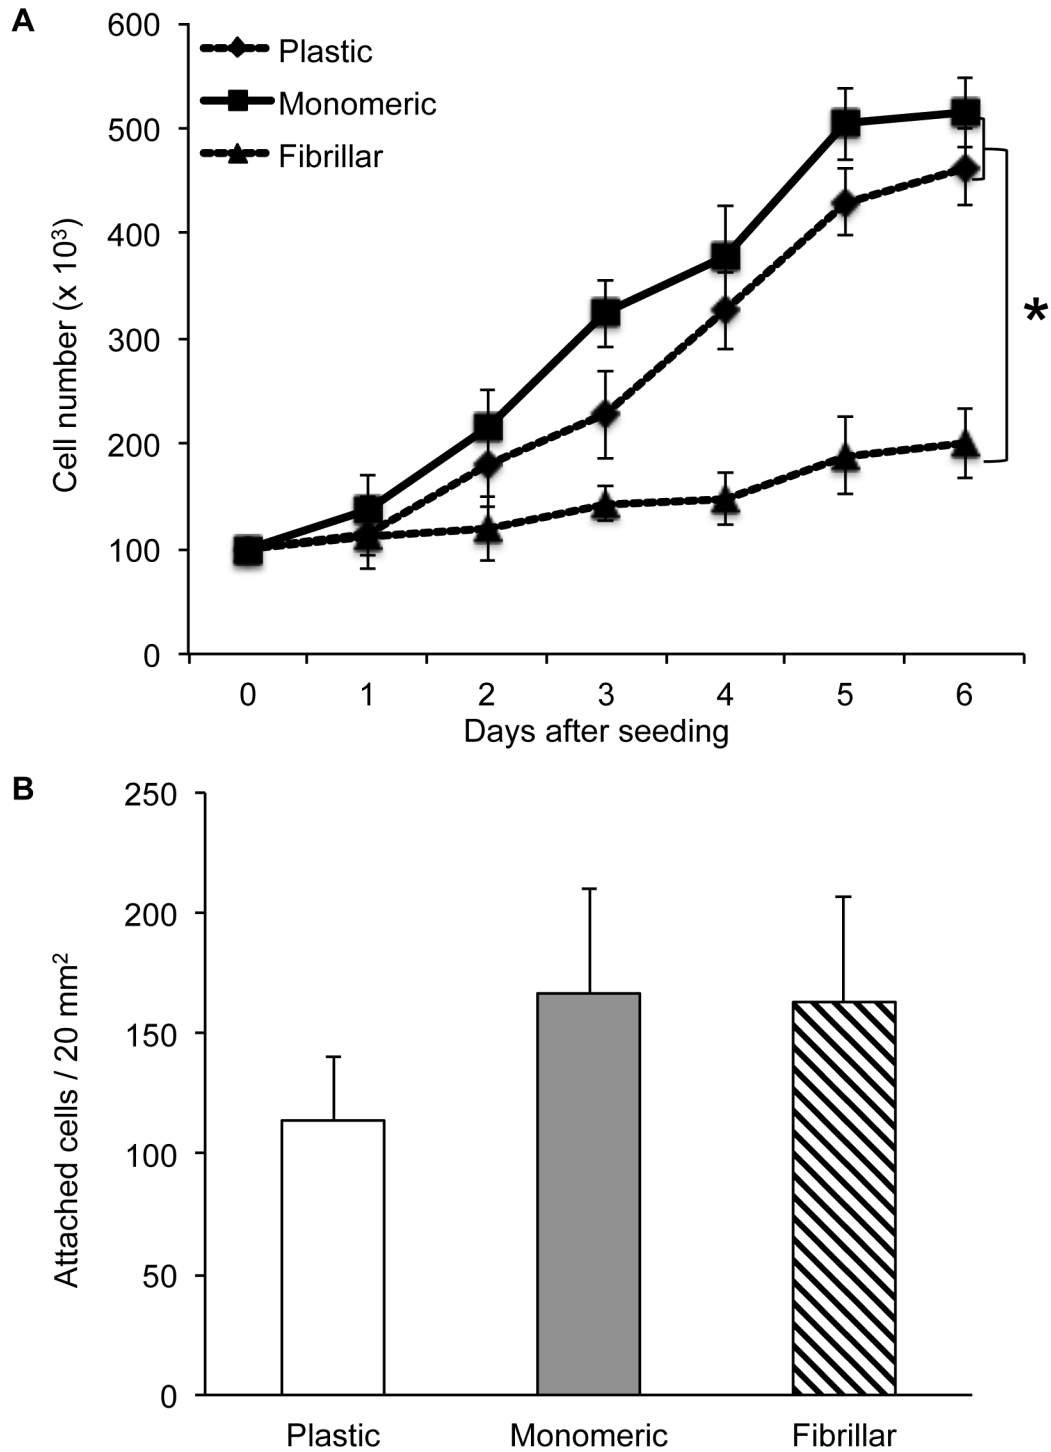 A
600
500
400
300
200
100
0
Cell number (x 10³)
Plastic
Monomeric
Fibrillar
*
0 1 2 3 4 5 6
Days after seeding
B
250
200
150
100
50
0
Attached cells / 20 mm²
Plastic Monomeric Fibrillar